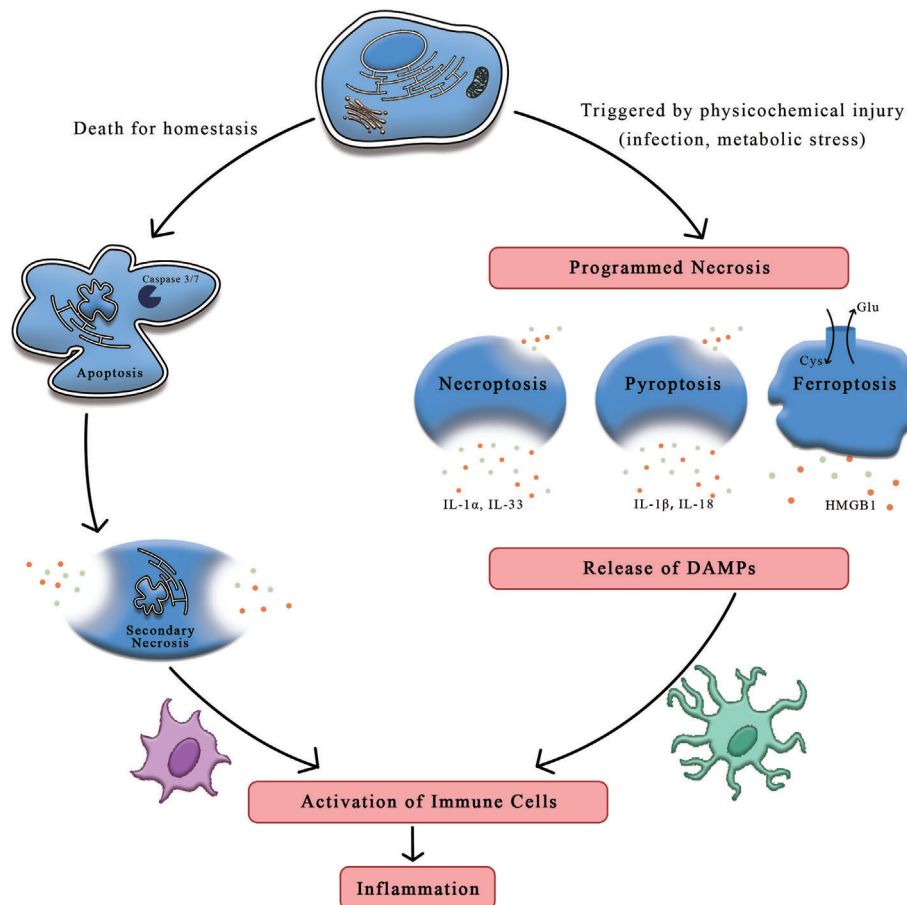 Death for homestasis
Triggered by physicochemical injury
(infection, metabolic stress)
Caspase 3/7
Apoptosis
Programmed Necrosis
Glu
Cys
Necroptosis
Pyroptosis
Ferroptosis
IL-1α, IL-33
IL-1β, IL-18
HMGB1
Release of DAMPs
Secondary
Necrosis
Activation of Immune Cells
Inflammation